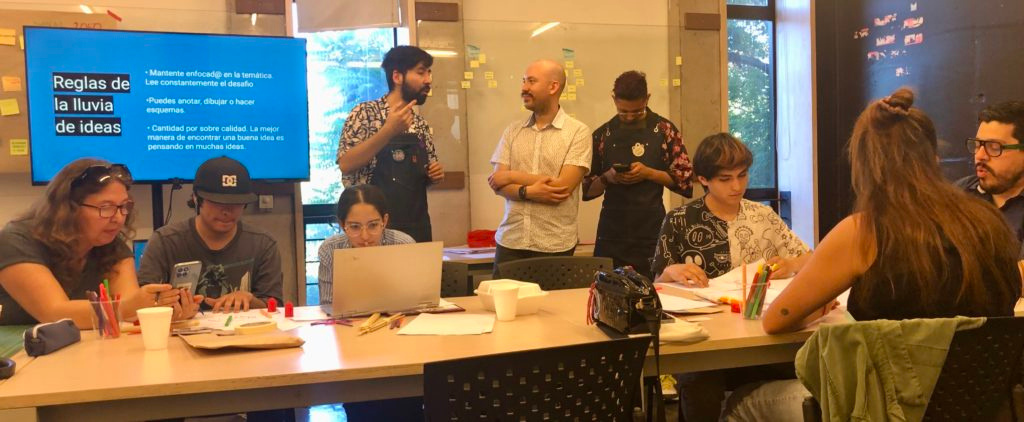 Reglas de
la lluvia
de ideas
• Mantente enfocad@ en la temática.
Lee constantemente el desafío
•Puedes anotar, dibujar o hacer
esquemas.
• Cantidad por sobre calidad. La mejor
manera de encontrar una buena idea es
pensando en muchas ideas.
DC